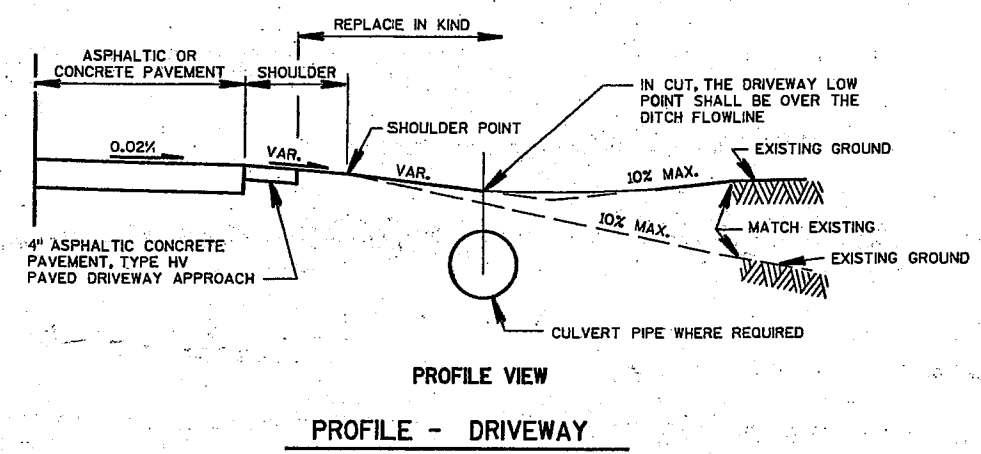 REPLACIE IN KIND
ASPHALTIC OR
CONCRETE PAVEMENT
SHOULDER
IN CUT, THE DRIVEWAY LOW
POINT SHALL BE OVER THE
DITCH FLOWLINE
SHOULDER POINT
EXISTING GROUND
0.02%
VAR.
VAR.
10% MAX.
10% MAX.
MATCH EXISTING
4" ASPHALTIC CONCRETE
PAVEMENT, TYPE HV
PAVED DRIVEWAY APPROACH
EXISTING GROUND
CULVERT PIPE WHERE REQUIRED
PROFILE VIEW
PROFILE - DRIVEWAY